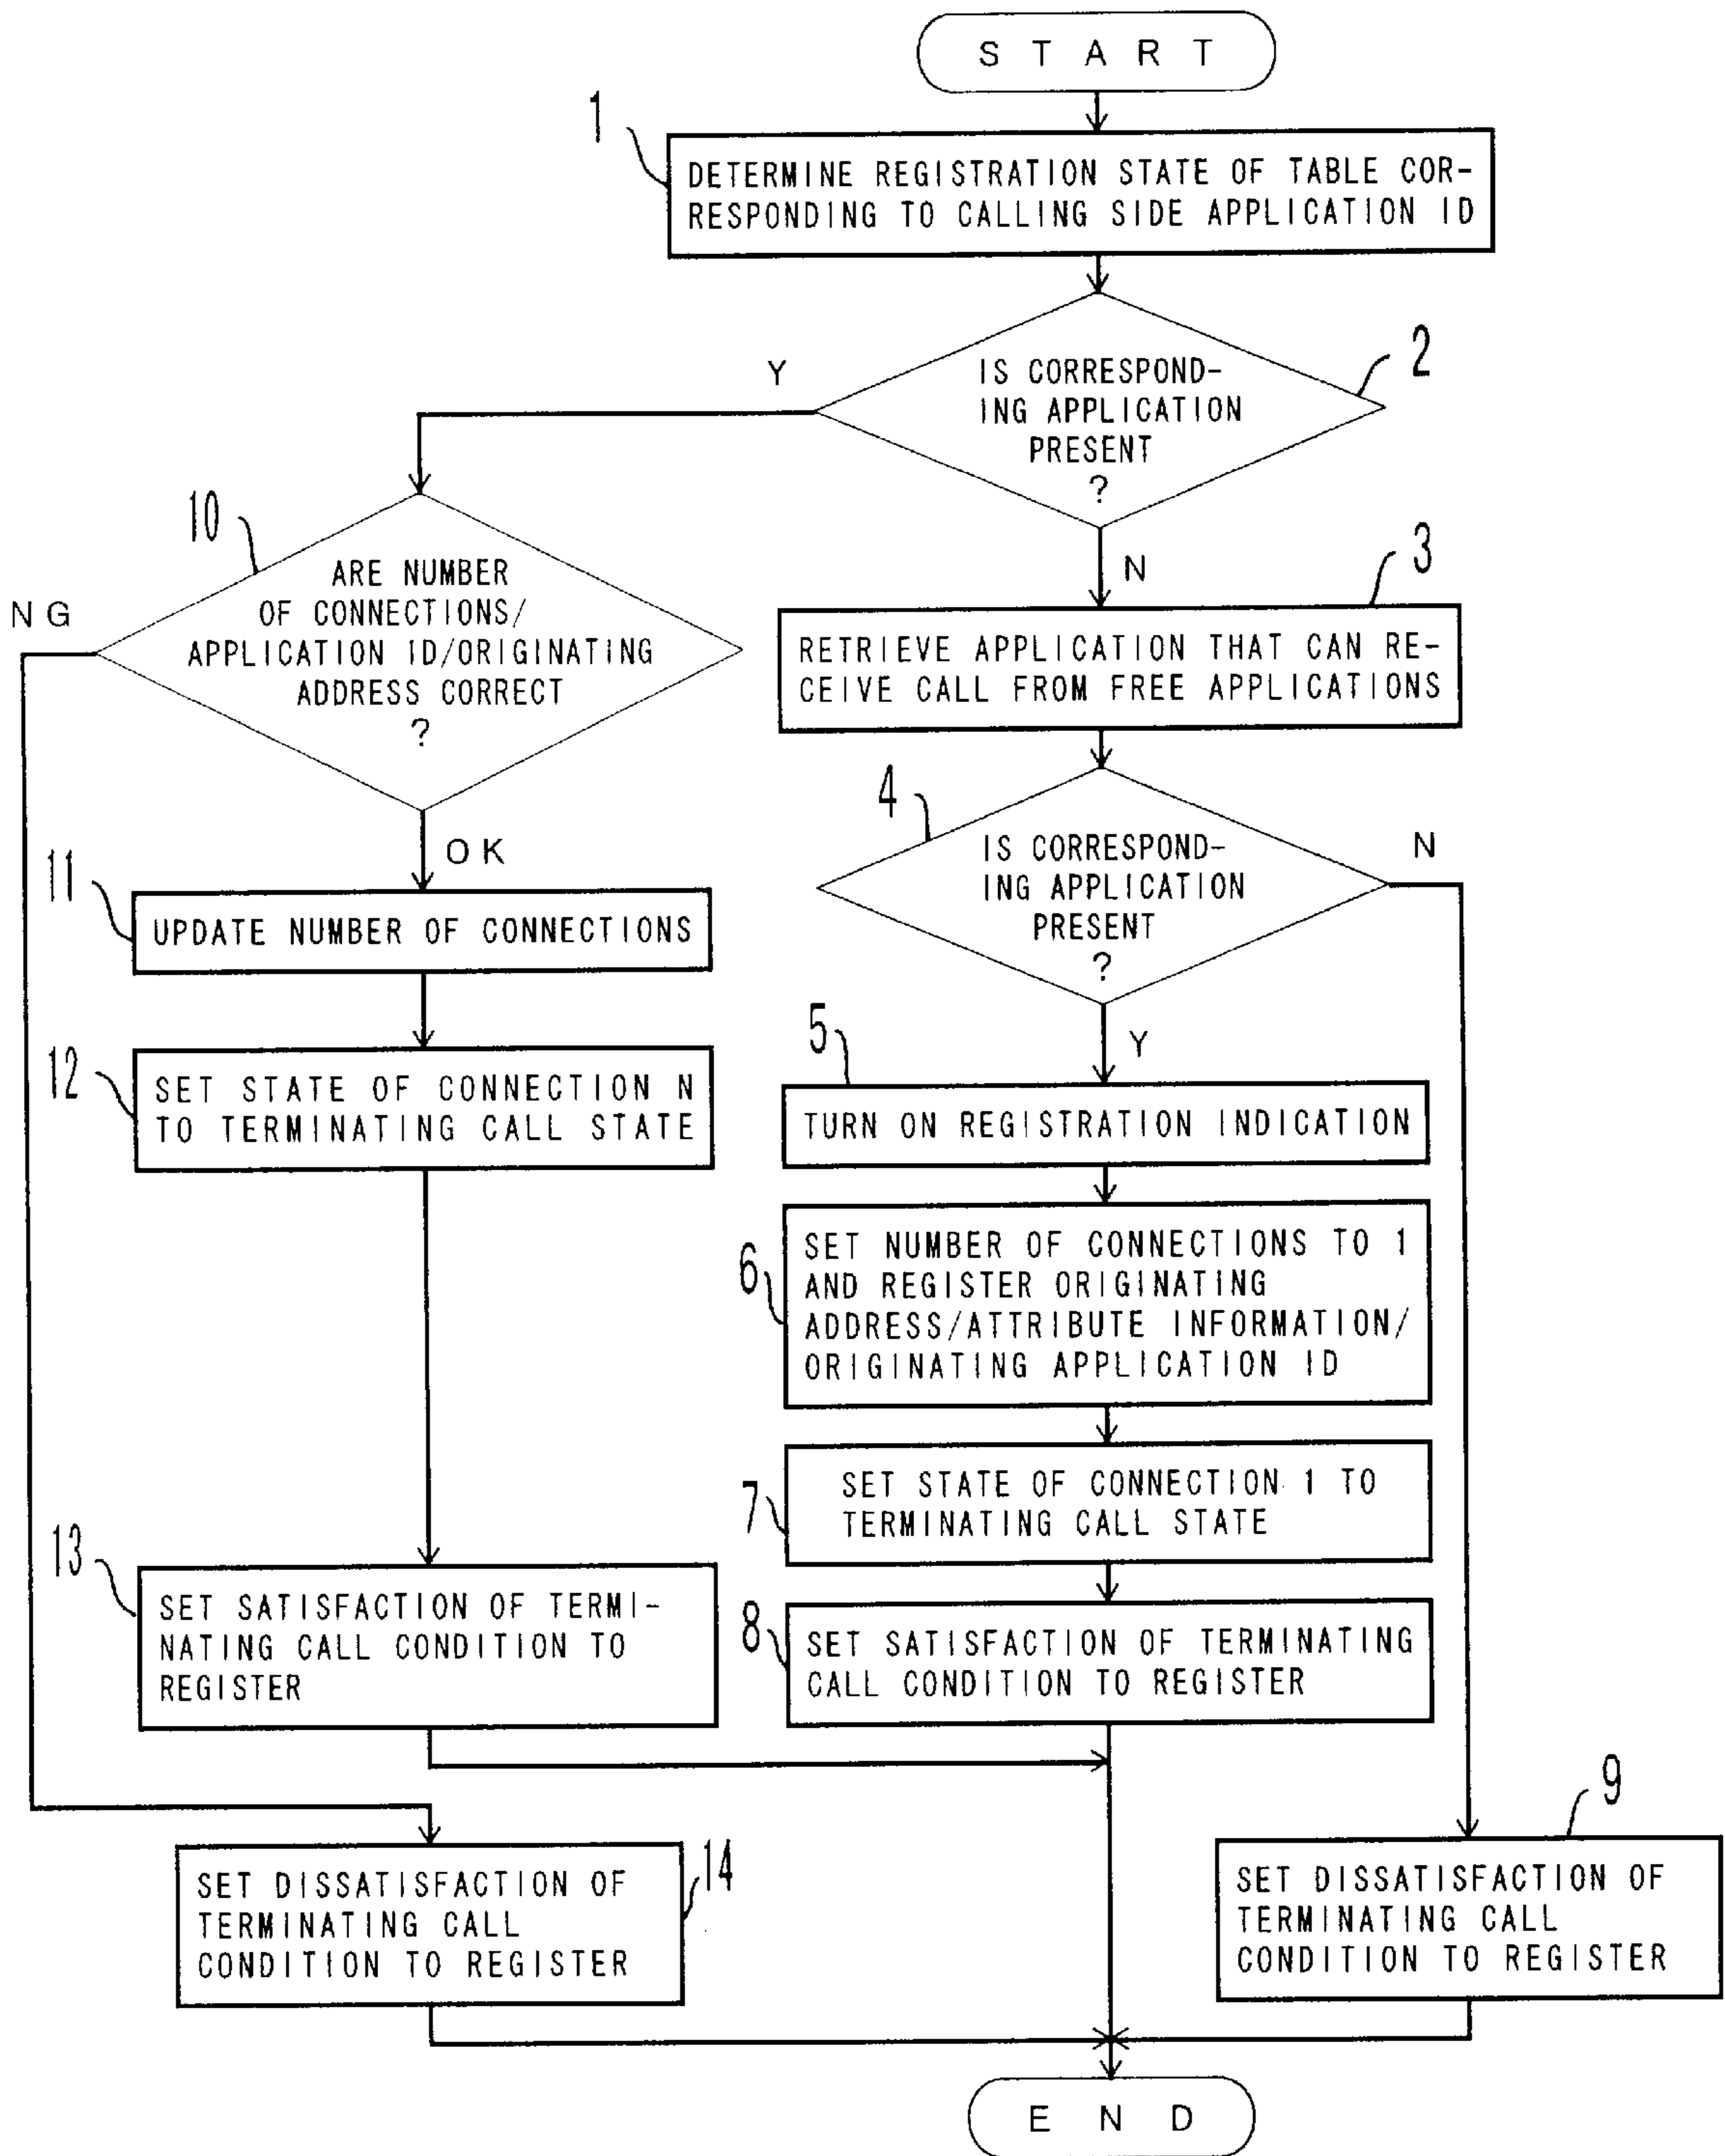 START
1
DETERMINE REGISTRATION STATE OF TABLE COR-
RESPONDING TO CALLING SIDE APPLICATION ID
2
IS CORRESPOND-
ING APPLICATION
PRESENT
?
Y
N
10
ARE NUMBER
OF CONNECTIONS/
APPLICATION ID/ORIGINATING
ADDRESS CORRECT
?
NG
OK
3
RETRIEVE APPLICATION THAT CAN RE-
CEIVE CALL FROM FREE APPLICATIONS
4
IS CORRESPOND-
ING APPLICATION
PRESENT
?
N
Y
11
UPDATE NUMBER OF CONNECTIONS
12
SET STATE OF CONNECTION N
TO TERMINATING CALL STATE
5
TURN ON REGISTRATION INDICATION
6
SET NUMBER OF CONNECTIONS TO 1
AND REGISTER ORIGINATING
ADDRESS/ATTRIBUTE INFORMATION/
ORIGINATING APPLICATION ID
7
SET STATE OF CONNECTION 1 TO
TERMINATING CALL STATE
13
SET SATISFACTION OF TERMI-
NATING CALL CONDITION TO
REGISTER
8
SET SATISFACTION OF TERMINATING
CALL CONDITION TO REGISTER
14
SET DISSATISFACTION OF
TERMINATING CALL
CONDITION TO REGISTER
9
SET DISSATISFACTION OF
TERMINATING CALL
CONDITION TO REGISTER
END